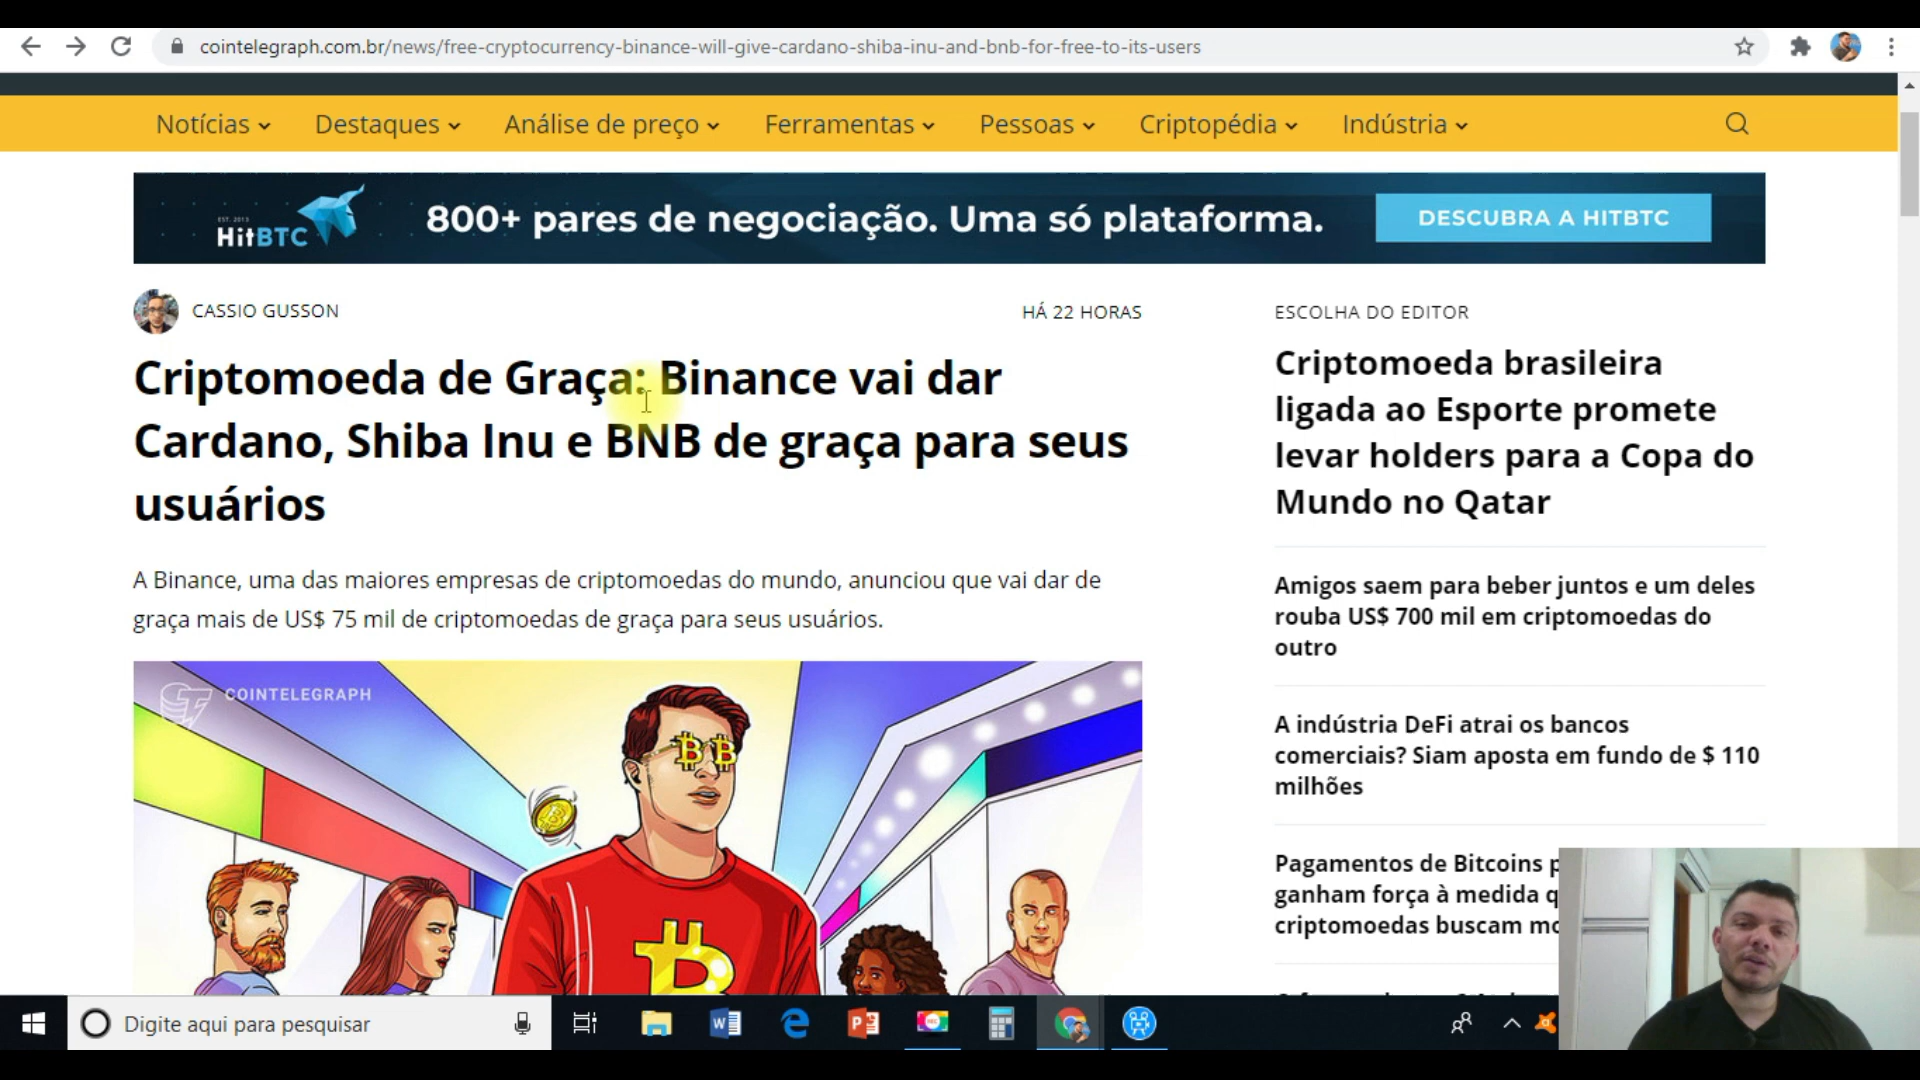 cointelegraph.com.br/news/free-cryptocurrency-binance-will-give-cardano-shiba-inu-and-bnb-for-free-to-its-users
Notícias Destaques Análise de preço Ferramentas Pessoas Criptopédia Indústria
EST. 2013
HitBTC
800+ pares de negociação. Uma só plataforma.
DESCUBRA A HITBTC
CASSIO GUSSON
HÁ 22 HORAS
Criptomoeda de Graça: Binance vai dar
Cardano, Shiba Inu e BNB de graça para seus
usuários
A Binance, uma das maiores empresas de criptomoedas do mundo, anunciou que vai dar de
graça mais de US$ 75 mil de criptomoedas de graça para seus usuários.
COINTELEGRAPH
ESCOLHA DO EDITOR
Criptomoeda brasileira
ligada ao Esporte promete
levar holders para a Copa do
Mundo no Qatar
Amigos saem para beber juntos e um deles
rouba US$ 700 mil em criptomoedas do
outro
A indústria DeFi atrai os bancos
comerciais? Siam aposta em fundo de $ 110
milhões
Pagamentos de Bitcoins p
ganham força à medida q
criptomoedas buscam mo
Digite aqui para pesquisar